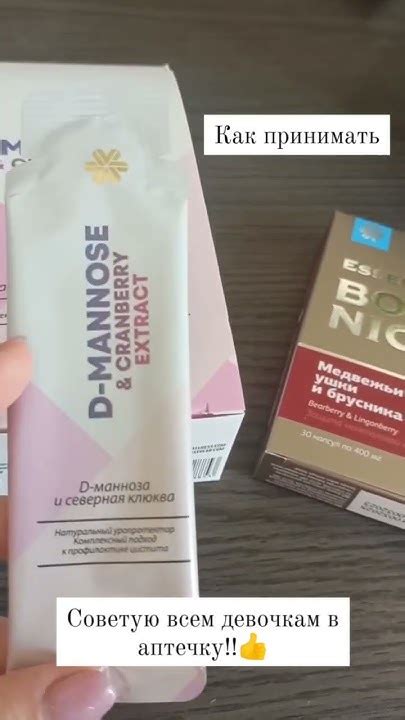 Как принимать
D-MANNOSE
& CRANBERRY
EXTRACT
D-манноза
и северная клюква
Натуральный уропротектор
Комплексный подход
к профилактике цистита
Медвежьи
ушки
и брусника
Bearberry & Lingonberry
30 капсул по 400 мг
Советую всем девочкам в
аптечку!!👍